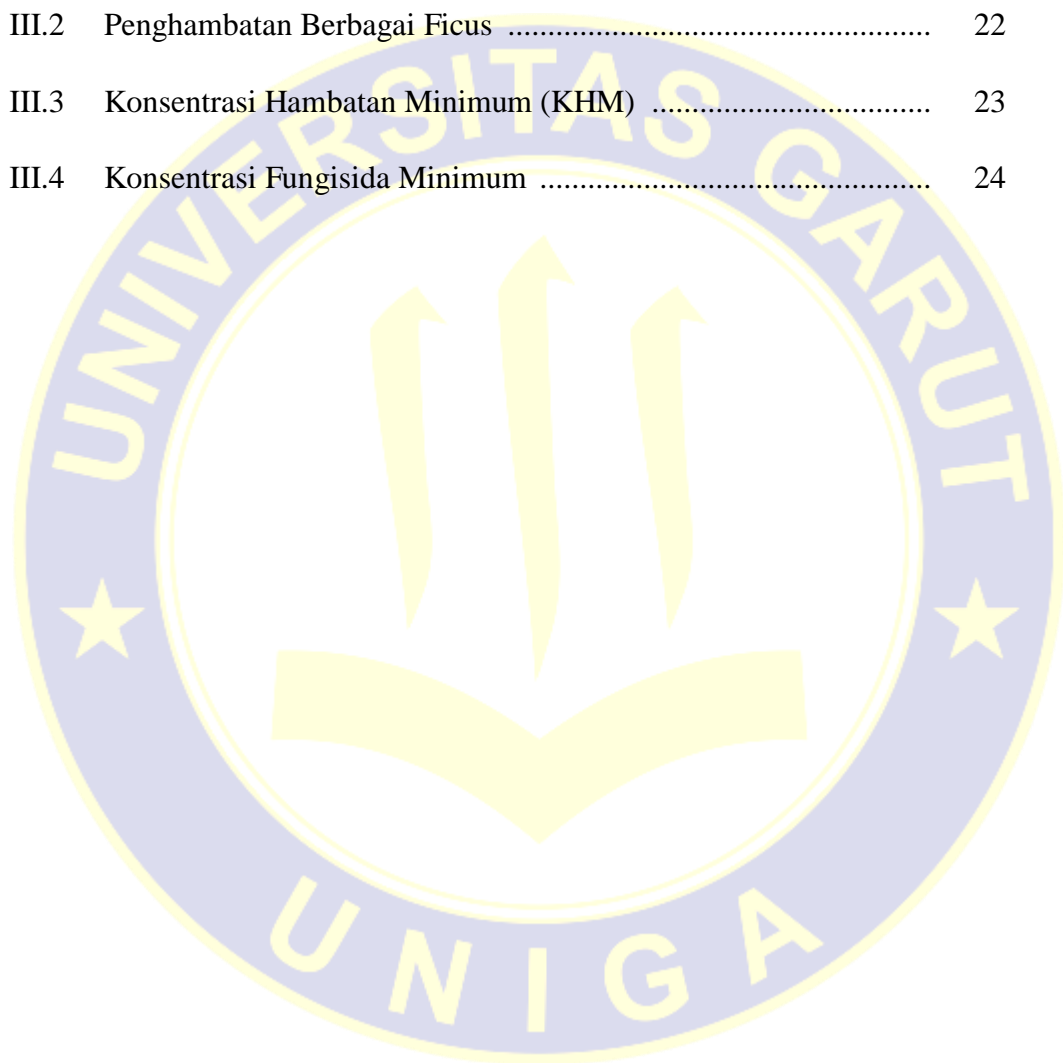 III.2 Penghambatan Berbagai Ficus ................................................... 22
III.3 Konsentrasi Hambatan Minimum (KHM) .................................. 23
III.4 Konsentrasi Fungisida Minimum ............................................... 24
UNIVERSITAS GARUT
UNIGA